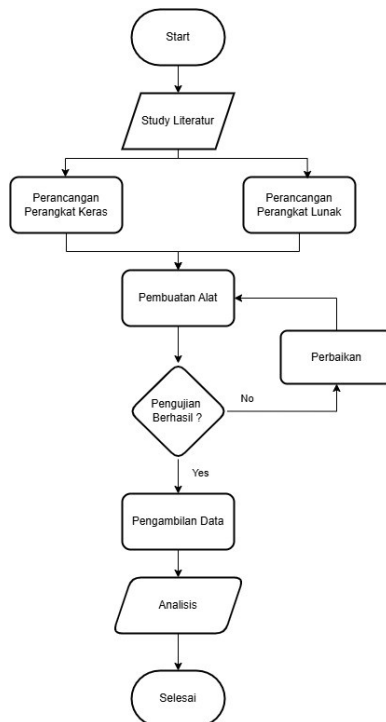 Start
Study Literatur
Perancangan
Perangkat Keras
Perancangan
Perangkat Lunak
Pembuatan Alat
Perbaikan
Pengujian
Berhasil ?
No
Yes
Pengambilan Data
Analisis
Selesai